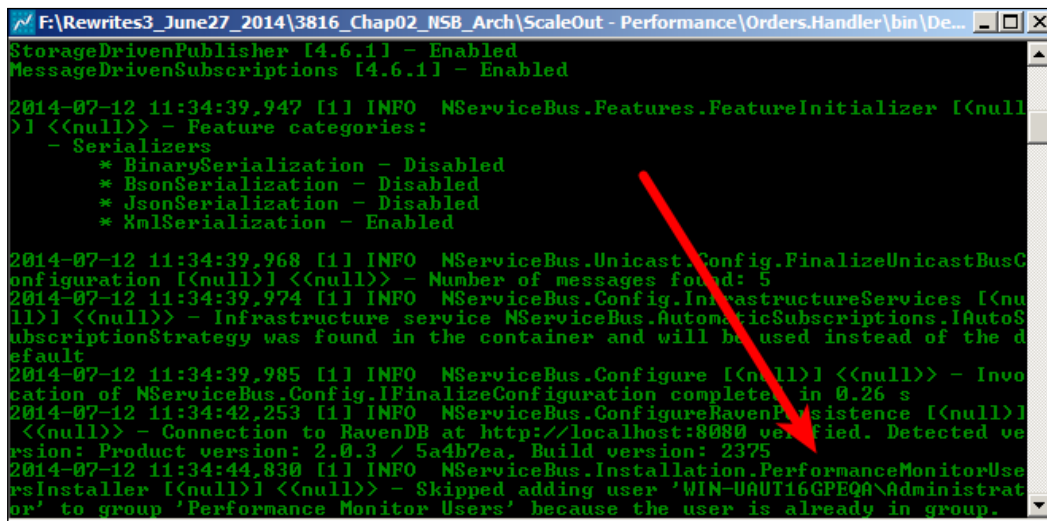 F:\Rewrites3_June27_2014\3816_Chap02_NSB_Arch\ScaleOut - Performance\Orders.Handler\bin\De...
StorageDrivenPublisher [4.6.1] - Enabled
MessageDrivenSubscriptions [4.6.1] - Enabled
2014-07-12 11:34:39,947 [1] INFO  NServiceBus.Features.FeatureInitializer [(null
)] <(null)> - Feature categories:
   - Serializers
       * BinarySerialization - Disabled
       * BsonSerialization - Disabled
       * JsonSerialization - Disabled
       * XmlSerialization - Enabled
2014-07-12 11:34:39,968 [1] INFO  NServiceBus.Unicast.Config.FinalizeUnicastBusC
onfiguration [(null)] <(null)> - Number of messages found: 5
2014-07-12 11:34:39,974 [1] INFO  NServiceBus.Config.InfrastructureServices [(nu
ll)] <(null)> - Infrastructure service NServiceBus.AutomaticSubscriptions.IAutoS
ubscriptionStrategy was found in the container and will be used instead of the d
efault
2014-07-12 11:34:39,985 [1] INFO  NServiceBus.Configure [(null)] <(null)> - Invo
cation of NServiceBus.Config.IFinalizeConfiguration completed in 0.26 s
2014-07-12 11:34:42,253 [1] INFO  NServiceBus.ConfigureRavenPersistence [(null)]
 <(null)> - Connection to RavenDB at http://localhost:8080 verified. Detected ve
rsion: Product version: 2.0.3 / 5a4b7ea, Build version: 2375
2014-07-12 11:34:44,830 [1] INFO  NServiceBus.Installation.PerformanceMonitorUse
rsInstaller [(null)] <(null)> - Skipped adding user 'WIN-UAUT16GPEQA\Administrat
or' to group 'Performance Monitor Users' because the user is already in group.